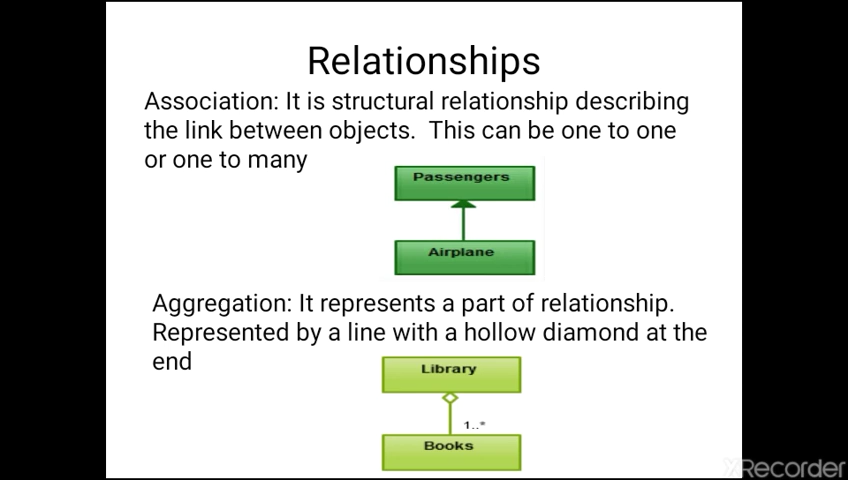 Relationships
Association: It is structural relationship describing
the link between objects. This can be one to one
or one to many
Passengers
Airplane
Aggregation: It represents a part of relationship.
Represented by a line with a hollow diamond at the
end
Library
1..*
Books
XRecorder